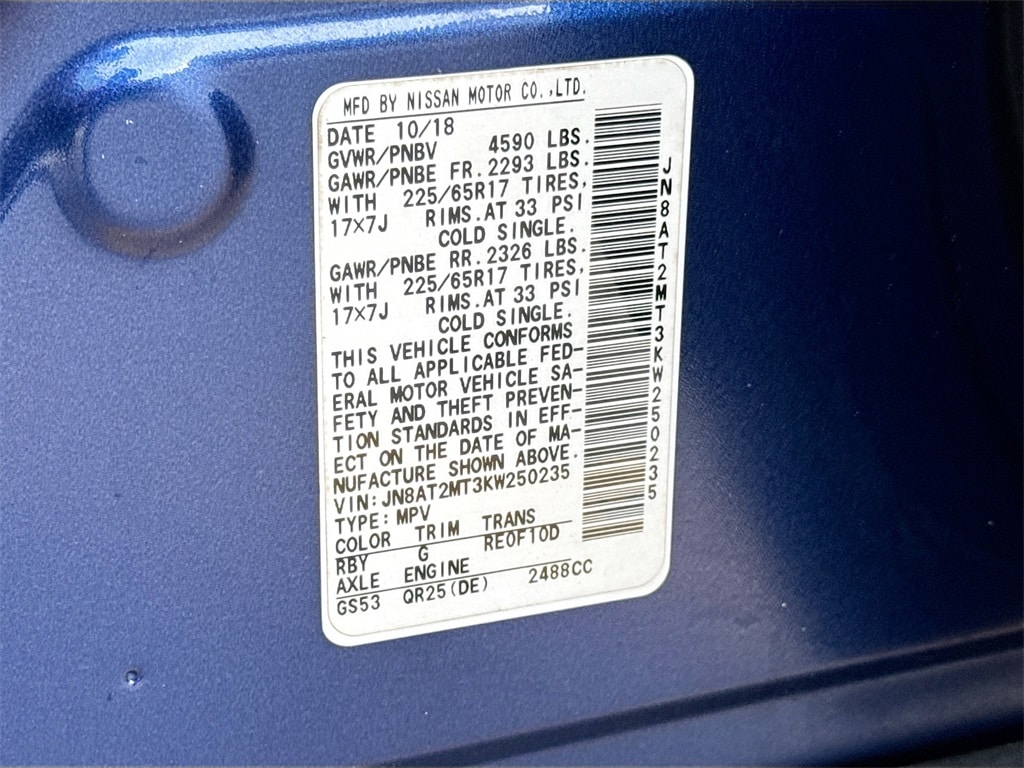 MFD BY NISSAN MOTOR CO.,LTD.
DATE 10/18
GVWR/PNBV 4590 LBS.
GAWR/PNBE FR.2293 LBS.
WITH 225/65R17 TIRES,
17×7J RIMS.AT 33 PSI
COLD SINGLE.
GAWR/PNBE RR.2326 LBS.
WITH 225/65R17 TIRES,
17×7J RIMS.AT 33 PSI
COLD SINGLE.
THIS VEHICLE CONFORMS
TO ALL APPLICABLE FED-
ERAL MOTOR VEHICLE SA-
FETY AND THEFT PREVEN-
TION STANDARDS IN EFF-
ECT ON THE DATE OF MA-
NUFACTURE SHOWN ABOVE.
VIN:JN8AT2MT3KW250235
TYPE:MPV
COLOR TRIM TRANS
RBY G RE0F10D
AXLE ENGINE
GS53 QR25(DE) 2488CC
JN8AT2MT3KW250235